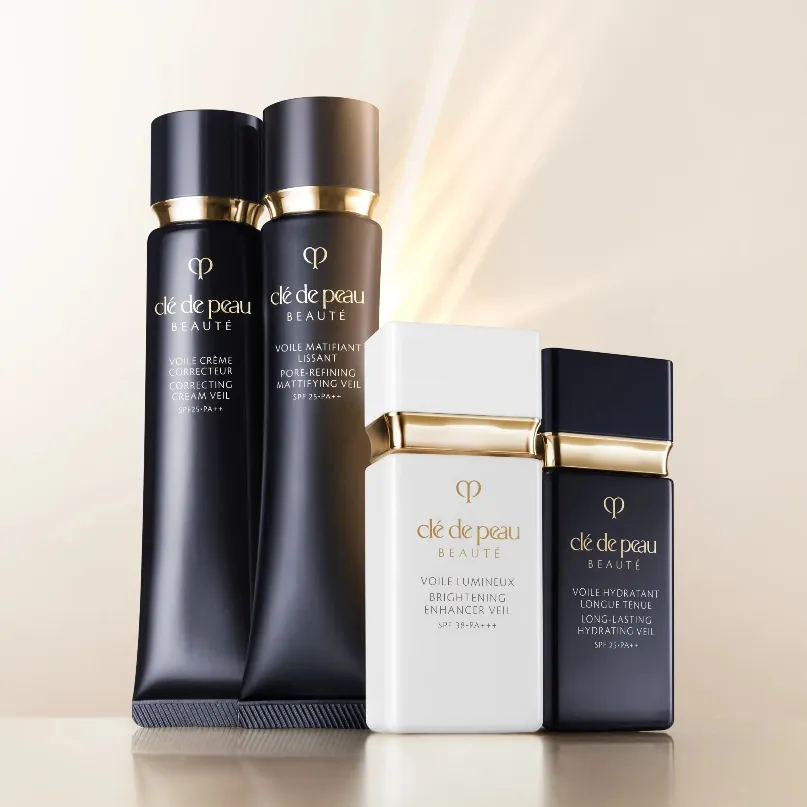 clé de peau
BEAUTÉ
VOILE CRÈME
CORRECTEUR
CORRECTING
CREAM VEIL
SPF25·PA++
clé de peau
BEAUTÉ
VOILE MATIFIANT
LISSANT
PORE-REFINING
MATTIFYING VEIL
SPF 25·PA++
clé de peau
BEAUTÉ
VOILE LUMINEUX
BRIGHTENING
ENHANCER VEIL
SPF 38·PA+++
clé de peau
BEAUTÉ
VOILE HYDRATANT
LONGUE TENUE
LONG-LASTING
HYDRATING VEIL
SPF 25·PA++